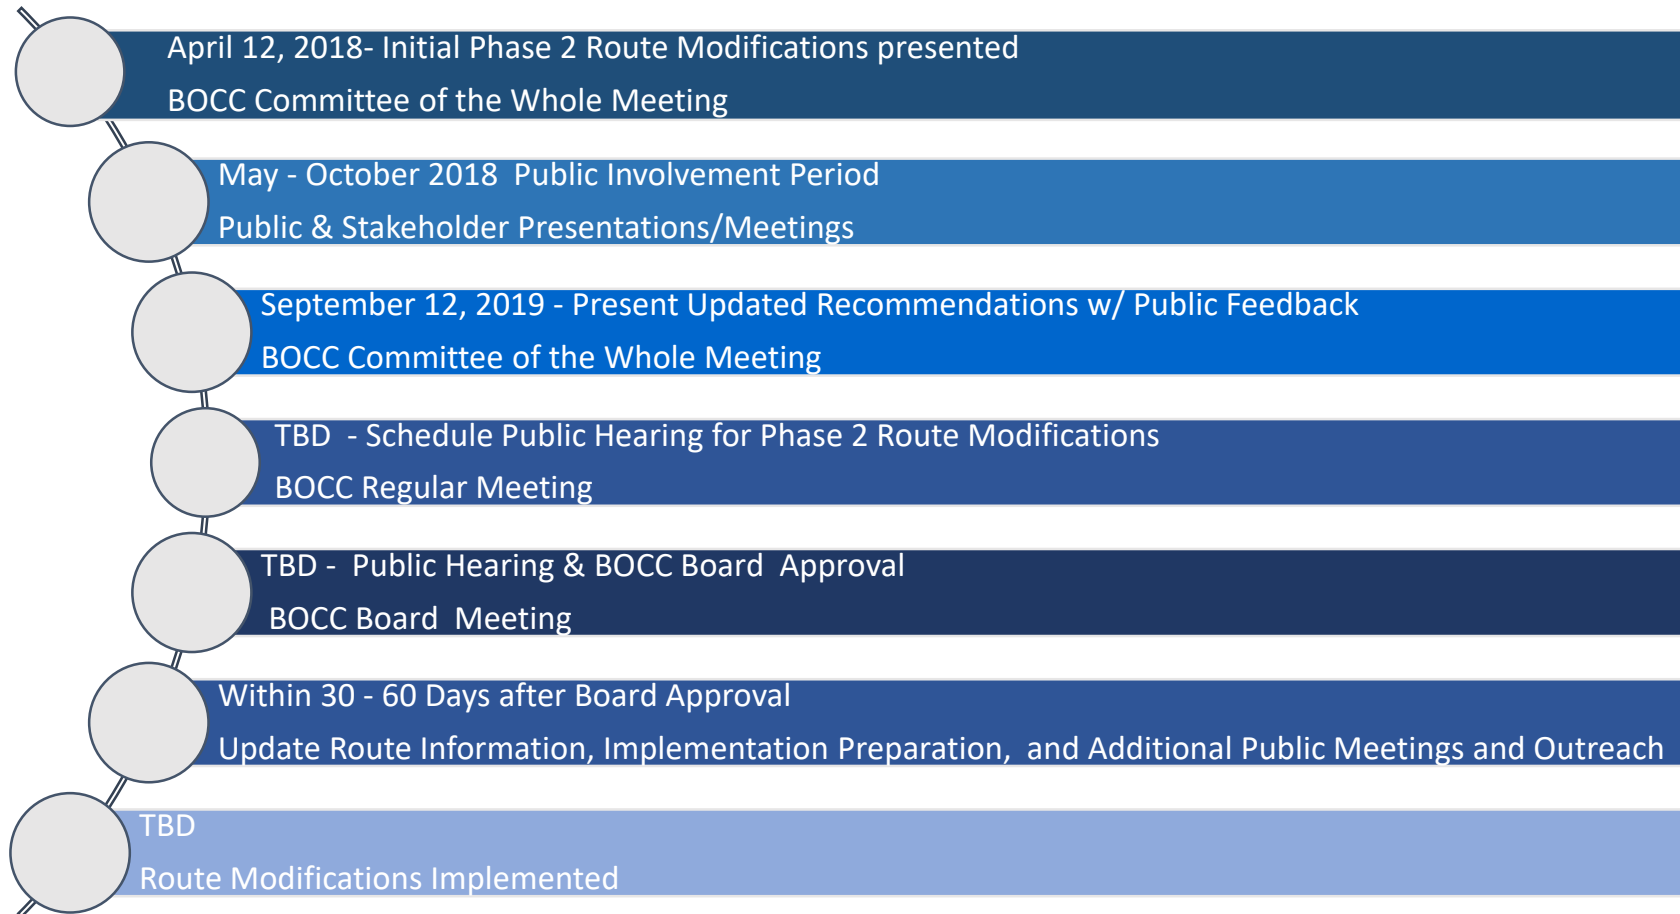 April 12, 2018- Initial Phase 2 Route Modifications presented
BOCC Committee of the Whole Meeting
May - October 2018  Public Involvement Period
Public & Stakeholder Presentations/Meetings
September 12, 2019 - Present Updated Recommendations w/ Public Feedback
BOCC Committee of the Whole Meeting
TBD  - Schedule Public Hearing for Phase 2 Route Modifications
BOCC Regular Meeting
TBD -  Public Hearing & BOCC Board  Approval
BOCC Board  Meeting
Within 30 - 60 Days after Board Approval
Update Route Information, Implementation Preparation,  and Additional Public Meetings and Outreach
TBD
Route Modifications Implemented